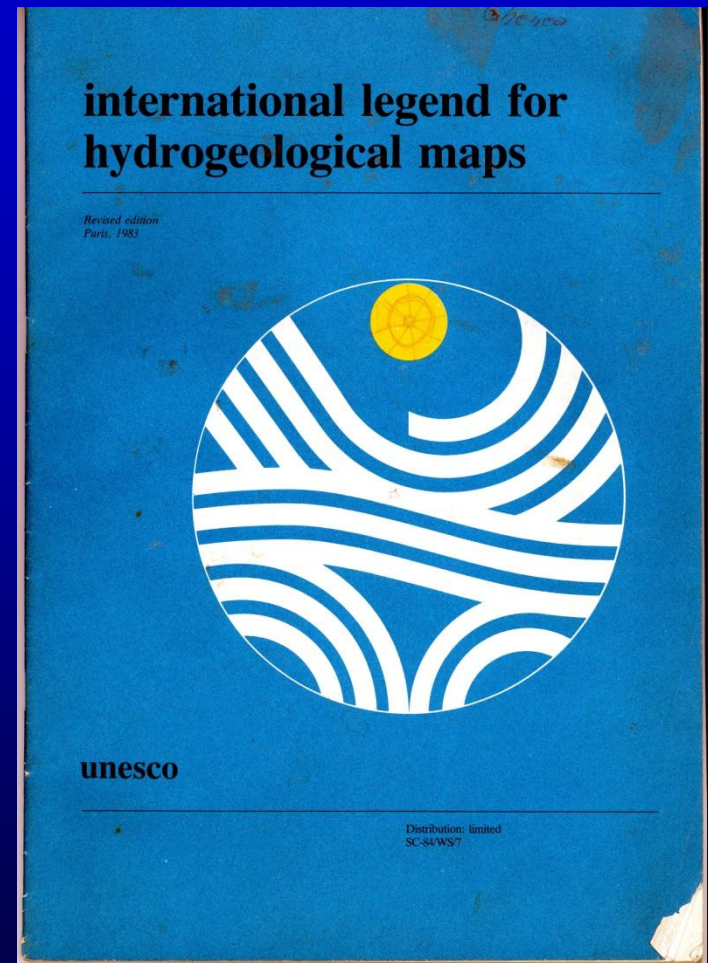 international legend for
hydrogeological maps
Revised edition
Paris, 1983
unesco
Distribution: limited
SC-84/WS/7